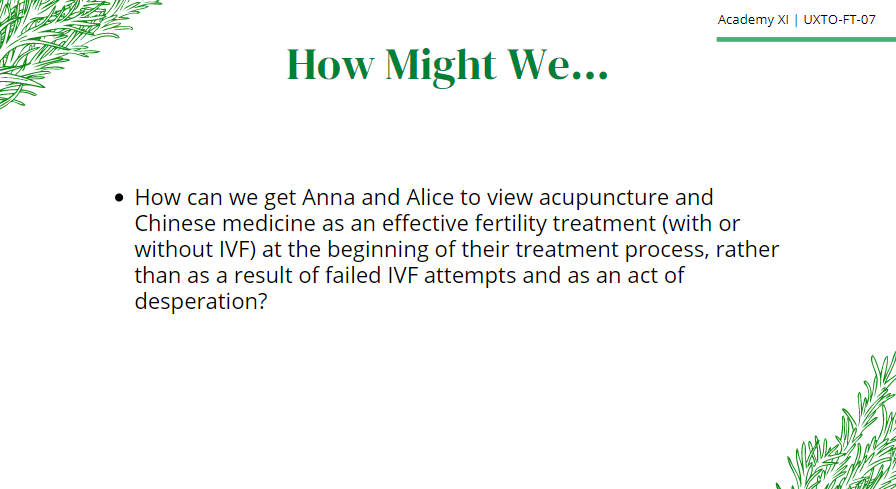 Academy XI | UXTO-FT-07
How Might We...
• How can we get Anna and Alice to view acupuncture and
Chinese medicine as an effective fertility treatment (with or
without IVF) at the beginning of their treatment process, rather
than as a result of failed IVF attempts and as an act of
desperation?